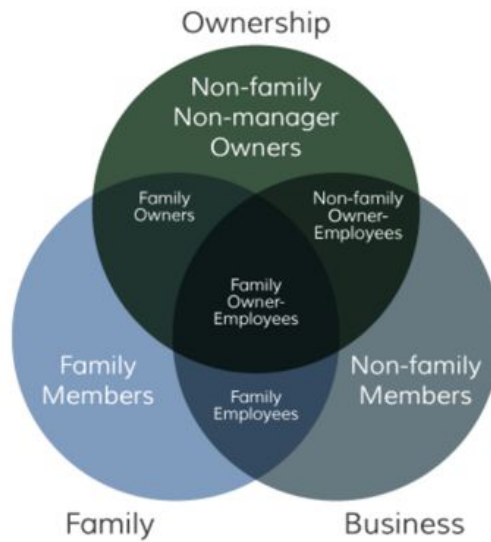 Ownership
Non-family
Non-manager
Owners
Family
Owners
Non-family
Owner-
Employees
Family
Owner-
Employees
Family
Members
Non-family
Members
Family
Employees
Family
Business